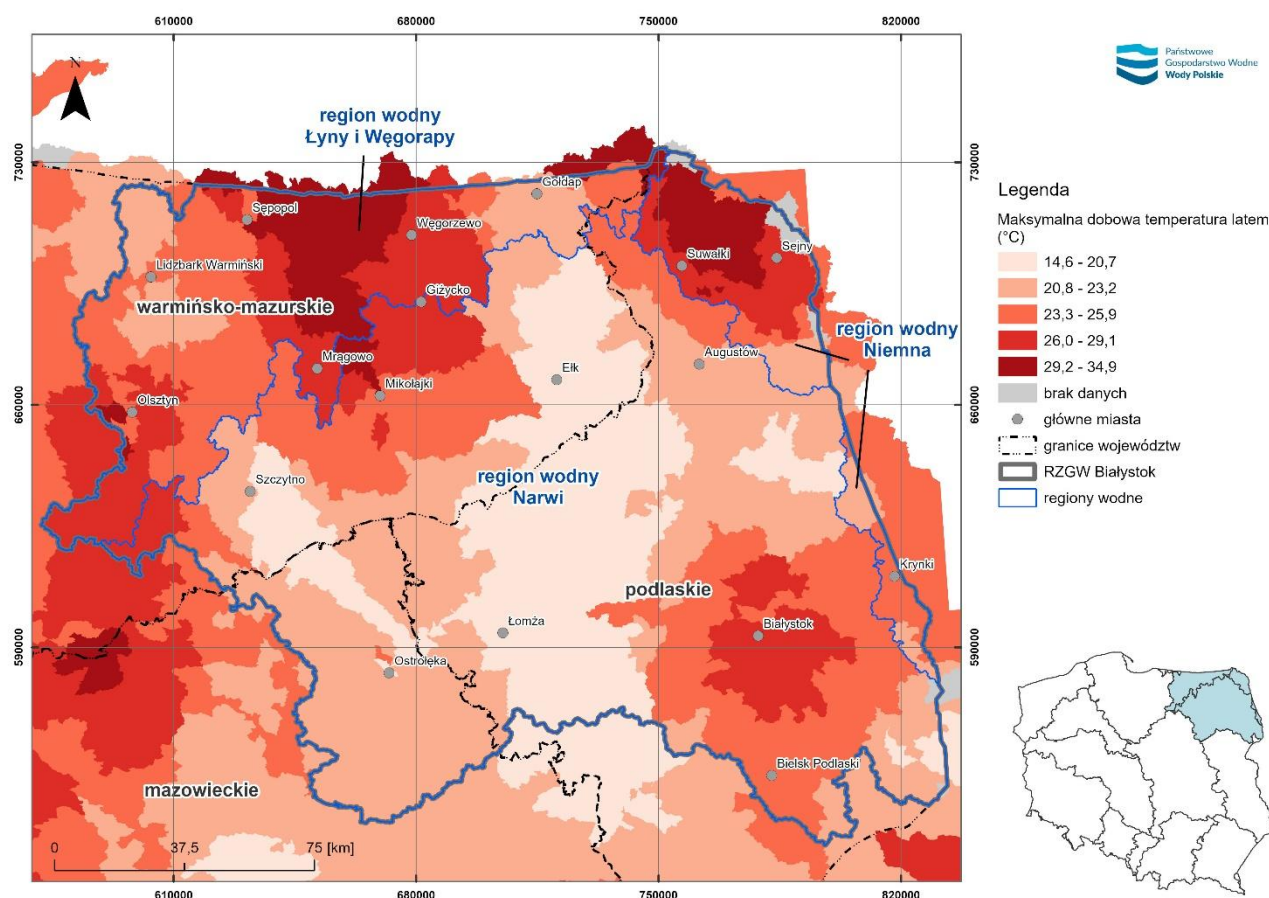 610000
680000
750000
820000
N
Państwowe
Gospodarstwo Wodne
Wody Polskie
region wodny
Łyny i Węgorapy
730000
730000
Gołdap
Sępopol
Węgorzewo
Lidzbark Warmiński
Suwałki
Sejny
warmińsko-mazurskie
Giżycko
region wodny
Niemna
Mrągowo
Mikołajki
Ełk
Augustów
660000
660000
Olsztyn
Szczytno
region wodny
Narwi
Krynki
podlaskie
Łomża
Białystok
590000
590000
Ostrołęka
Bielsk Podlaski
mazowieckie
0
37,5
75 [km]
610000
680000
750000
820000
Legenda
Maksymalna dobowa temperatura latem
(°C)
14,6 - 20,7
20,8 - 23,2
23,3 - 25,9
26,0 - 29,1
29,2 - 34,9
brak danych
główne miasta
granice województw
RZGW Białystok
regiony wodne